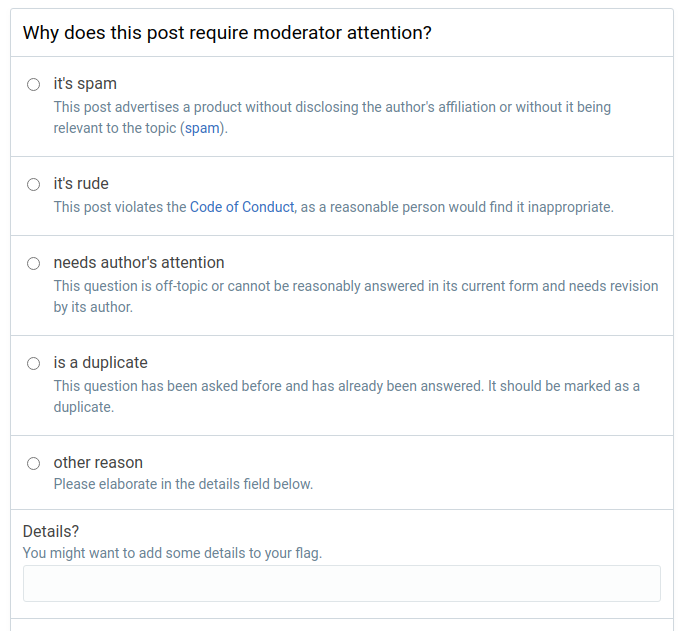 Why does this post require moderator attention?
it's spam
This post advertises a product without disclosing the author's affiliation or without it being
relevant to the topic (spam).
it's rude
This post violates the Code of Conduct, as a reasonable person would find it inappropriate.
needs author's attention
This question is off-topic or cannot be reasonably answered in its current form and needs revision
by its author.
is a duplicate
This question has been asked before and has already been answered. It should be marked as a
duplicate.
other reason
Please elaborate in the details field below.
Details?
You might want to add some details to your flag.